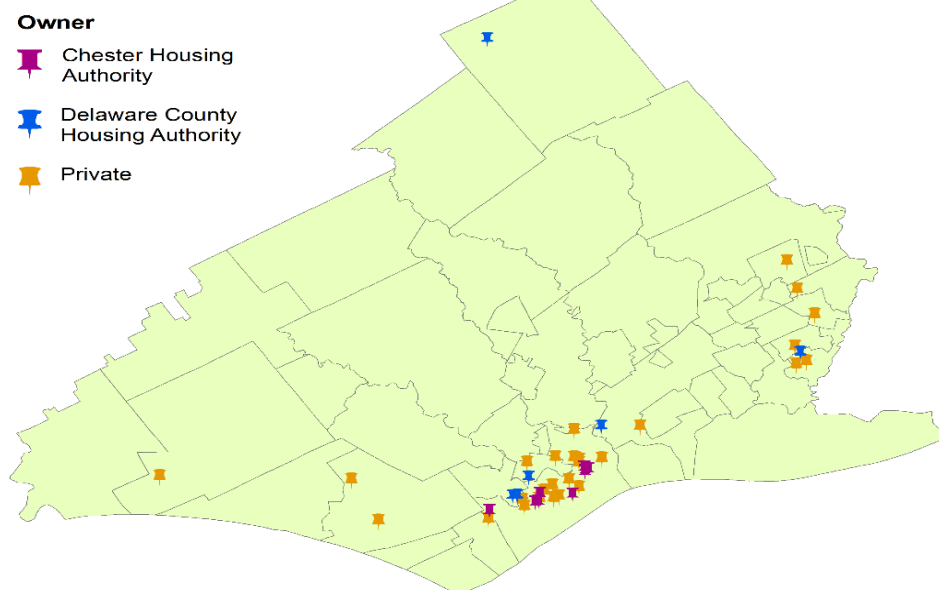 Owner
Chester Housing
Authority
Delaware County
Housing Authority
Private